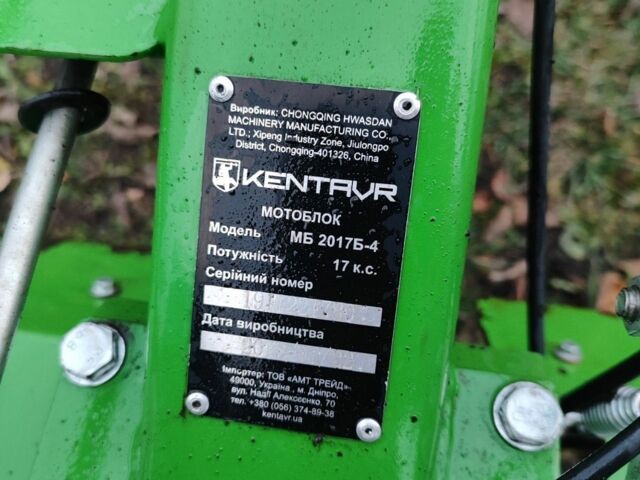 Виробник: CHONGQING HWASDAN
MACHINERY MANUFACTURING CO.,
LTD.; Xipeng Industry Zone, Jiulongpo
District, Chongqing-401326, China
KENTAVR
МОТОБЛОК
Модель МБ 2017Б-4
Потужність 17 к.с.
Серійний номер
Дата виробництва
Імпортер: ТОВ «АМТ ТРЕЙД»
49000, Україна , м. Дніпро,
вул. Надії Алексєєнко, 70
тел. +380 (056) 374-89-38
kentavr.ua